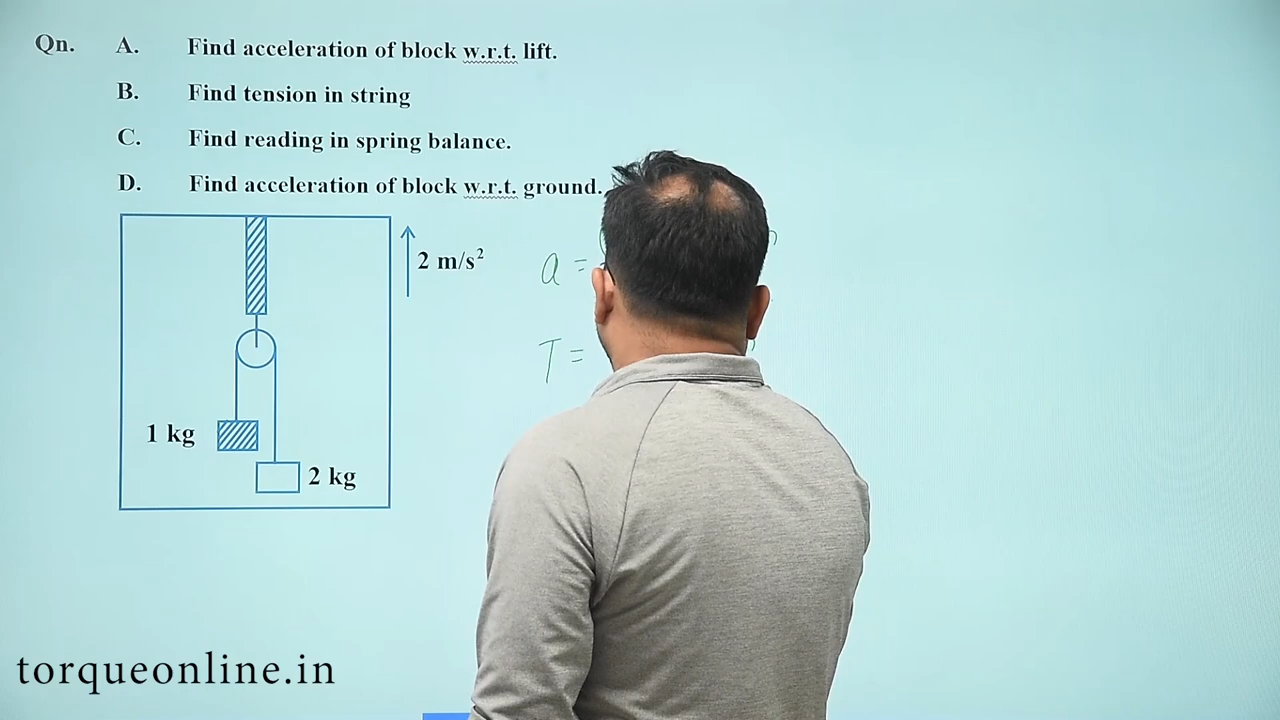 Qn. A. Find acceleration of block w.r.t. lift.
B. Find tension in string
C. Find reading in spring balance.
D. Find acceleration of block w.r.t. ground.
2 m/s²
a =
T =
1 kg
2 kg
torqueonline.in